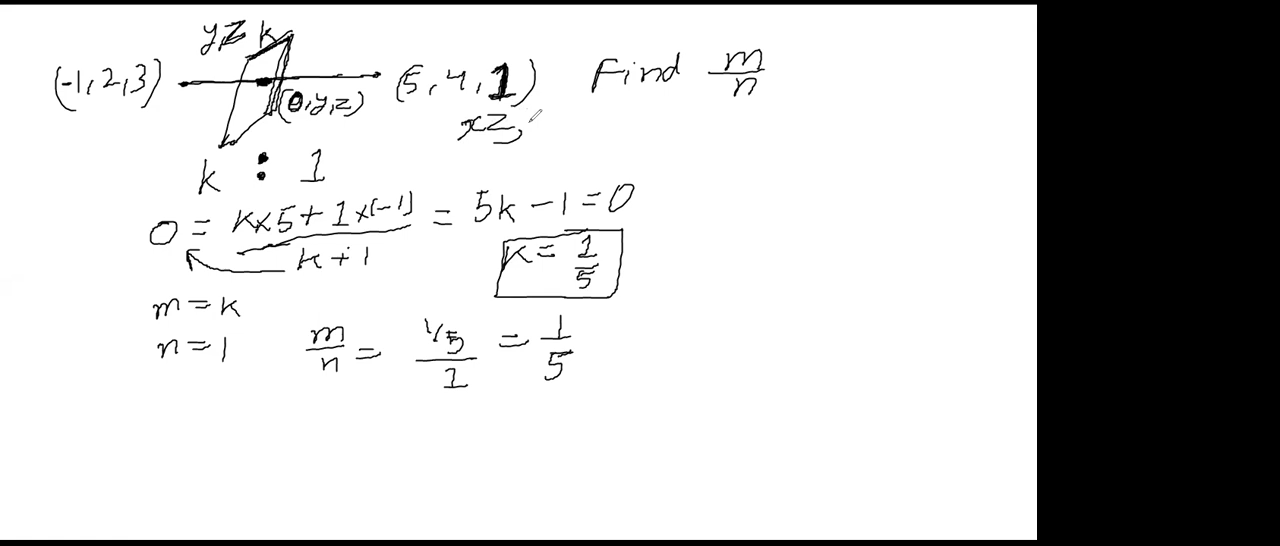 y,z k
(-1,2,3) (0,y,z) (5,4,1) Find m/n
xz,
k : 1
0 = k×5+1×(-1) / k+1 = 5k-1=0
k = 1/5
m=k
n=1 m/n = 1/5 / 1 = 1/5